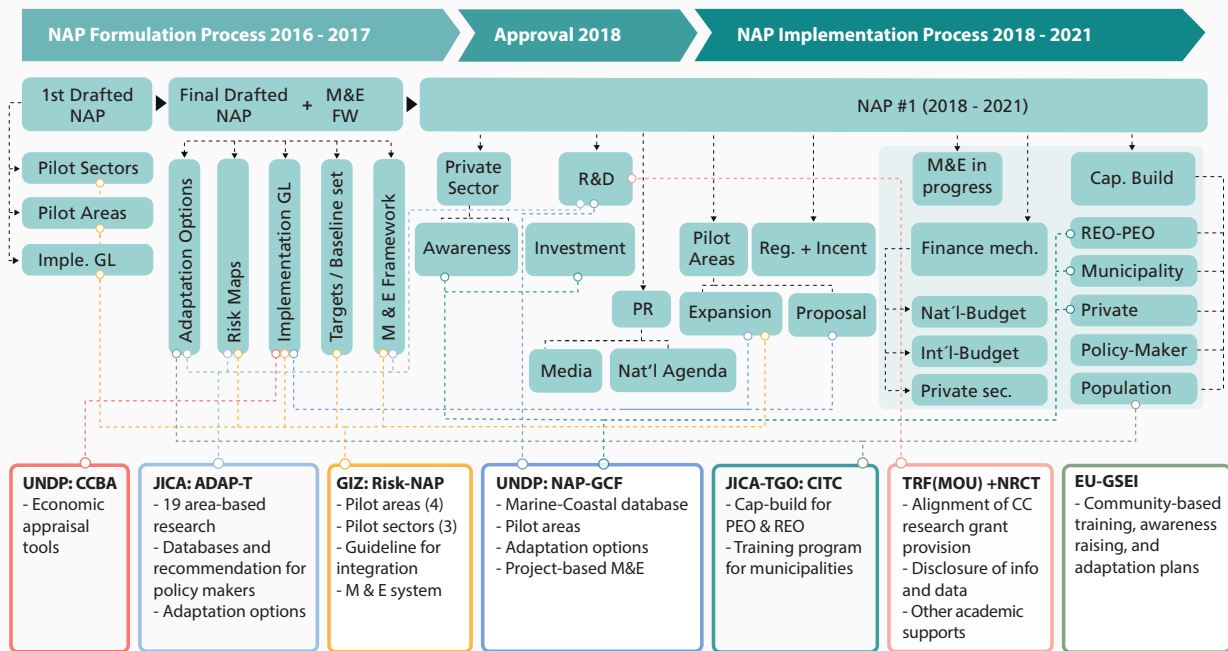 NAP Formulation Process 2016 - 2017
Approval 2018
NAP Implementation Process 2018 - 2021
1st Drafted
NAP
Final Drafted
NAP
+
M&E
FW
NAP #1 (2018 - 2021)
Pilot Sectors
Pilot Areas
Imple. GL
Adaptation Options
Risk Maps
Implementation GL
Targets / Baseline set
M & E Framework
Private
Sector
R&D
Awareness
Investment
PR
Media
Nat'l Agenda
Pilot
Areas
Reg. + Incent
Expansion
Proposal
M&E in
progress
Finance mech.
Nat´l-Budget
Int´l-Budget
Private sec.
Cap. Build
REO-PEO
Municipality
Private
Policy-Maker
Population
UNDP: CCBA
- Economic
appraisal
tools
JICA: ADAP-T
- 19 area-based
research
- Databases and
recommendation for
policy makers
- Adaptation options
GIZ: Risk-NAP
- Pilot areas (4)
- Pilot sectors (3)
- Guideline for
integration
- M & E system
UNDP: NAP-GCF
- Marine-Coastal database
- Pilot areas
- Adaptation options
- Project-based M&E
JICA-TGO: CITC
- Cap-build for
PEO & REO
- Training program
for municipalities
TRF(MOU) +NRCT
- Alignment of CC
research grant
provision
- Disclosure of info
and data
- Other academic
supports
EU-GSEI
- Community-based
training, awareness
raising, and
adaptation plans